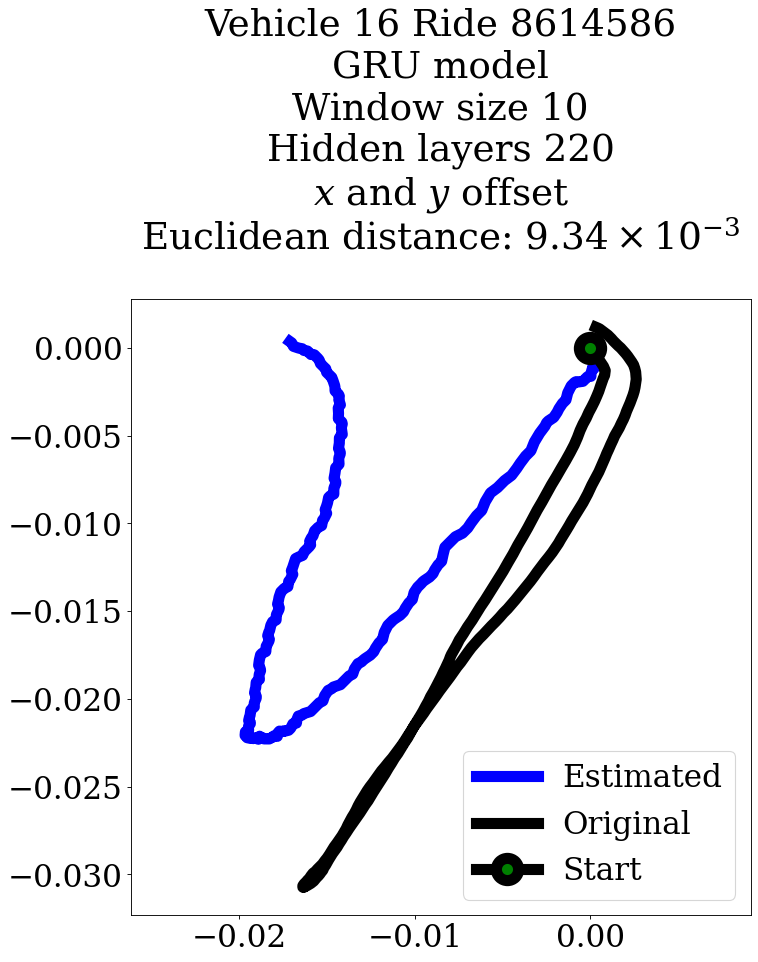 Vehicle 16 Ride 8614586
GRU model
Window size 10
Hidden layers 220
x and y offset
Euclidean distance: 9.34 × 10⁻³
0.000
−0.005
−0.010
−0.015
−0.020
−0.025
−0.030
Estimated
Original
Start
−0.02
−0.01
0.00